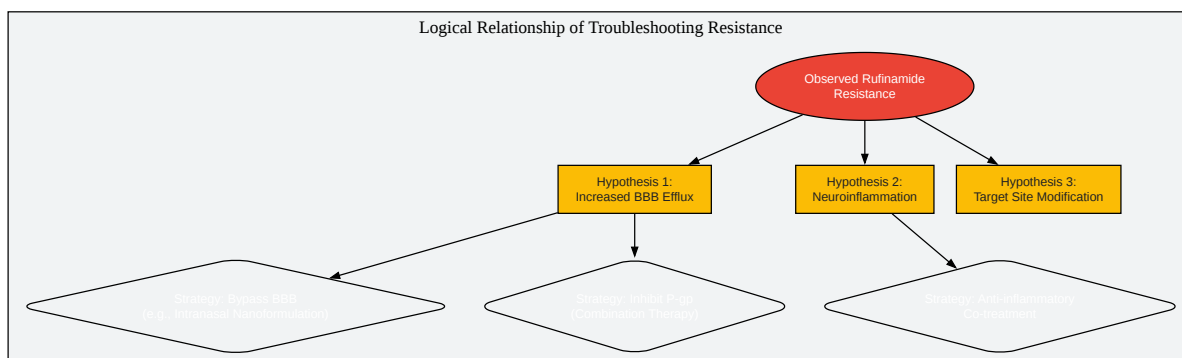 Logical Relationship of Troubleshooting Resistance
Observed Rufinamide
Resistance
Hypothesis 1:
Increased BBB Efflux
Hypothesis 2:
Neuroinflammation
Hypothesis 3:
Target Site Modification
Strategy: Bypass BBB
(e.g., Intranasal Nanoformulation)
Strategy: Inhibit P-gp
(Combination Therapy)
Strategy: Anti-inflammatory
Co-treatment